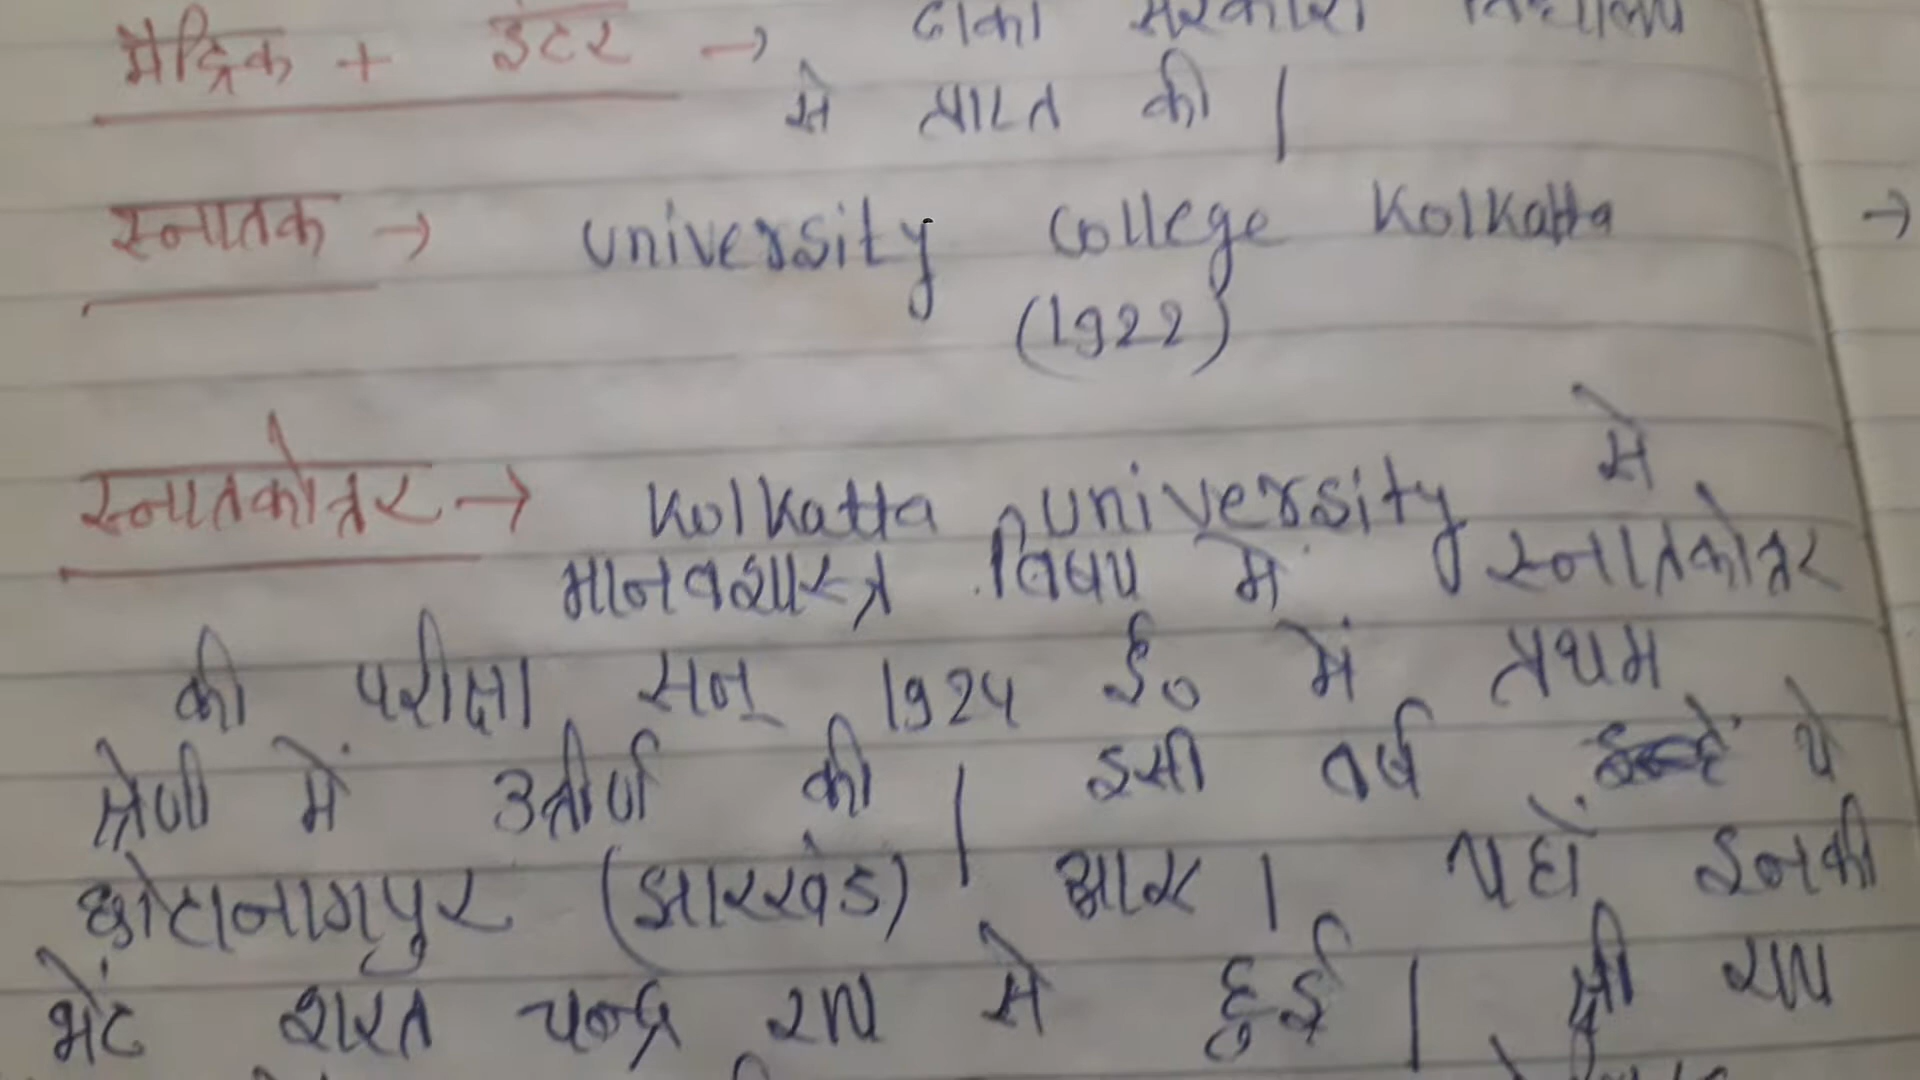 मैट्रिक + इंटर → ढाका सरकारी विद्यालय
से प्राप्त की |
स्नातक → University College Kolkatta →
(1922)
स्नातकोत्तर → Kolkatta University से
मानवशास्त्र विषय में स्नातकोत्तर
की परीक्षा सन् 1924 ई० में प्रथम
श्रेणी में उत्तीर्ण की | इसी वर्ष ये
छोटानागपुर (झारखंड) आए | यहाँ इनकी
भेंट शरत चन्द्र राय से हुई | श्री राय